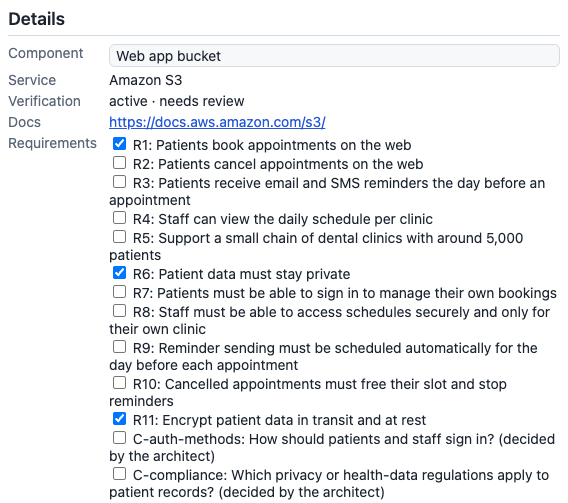 Details
Component Web app bucket
Service Amazon S3
Verification active · needs review
Docs https://docs.aws.amazon.com/s3/
Requirements R1: Patients book appointments on the web
R2: Patients cancel appointments on the web
R3: Patients receive email and SMS reminders the day before an
appointment
R4: Staff can view the daily schedule per clinic
R5: Support a small chain of dental clinics with around 5,000
patients
R6: Patient data must stay private
R7: Patients must be able to sign in to manage their own bookings
R8: Staff must be able to access schedules securely and only for
their own clinic
R9: Reminder sending must be scheduled automatically for the
day before each appointment
R10: Cancelled appointments must free their slot and stop
reminders
R11: Encrypt patient data in transit and at rest
C-auth-methods: How should patients and staff sign in? (decided
by the architect)
C-compliance: Which privacy or health-data regulations apply to
patient records? (decided by the architect)